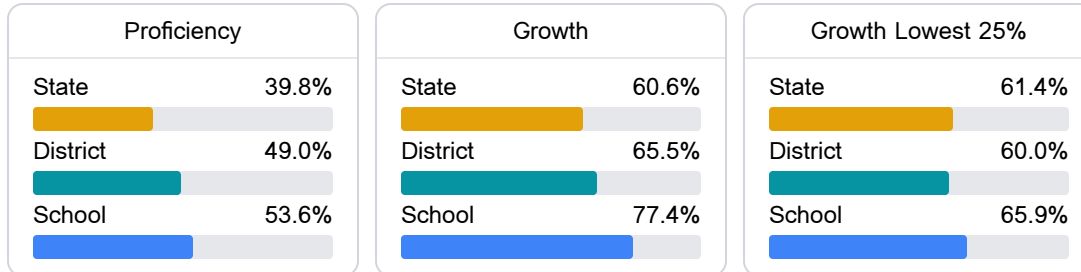 Proficiency
State 39.8%
District 49.0%
School 53.6%
Growth
State 60.6%
District 65.5%
School 77.4%
Growth Lowest 25%
State 61.4%
District 60.0%
School 65.9%